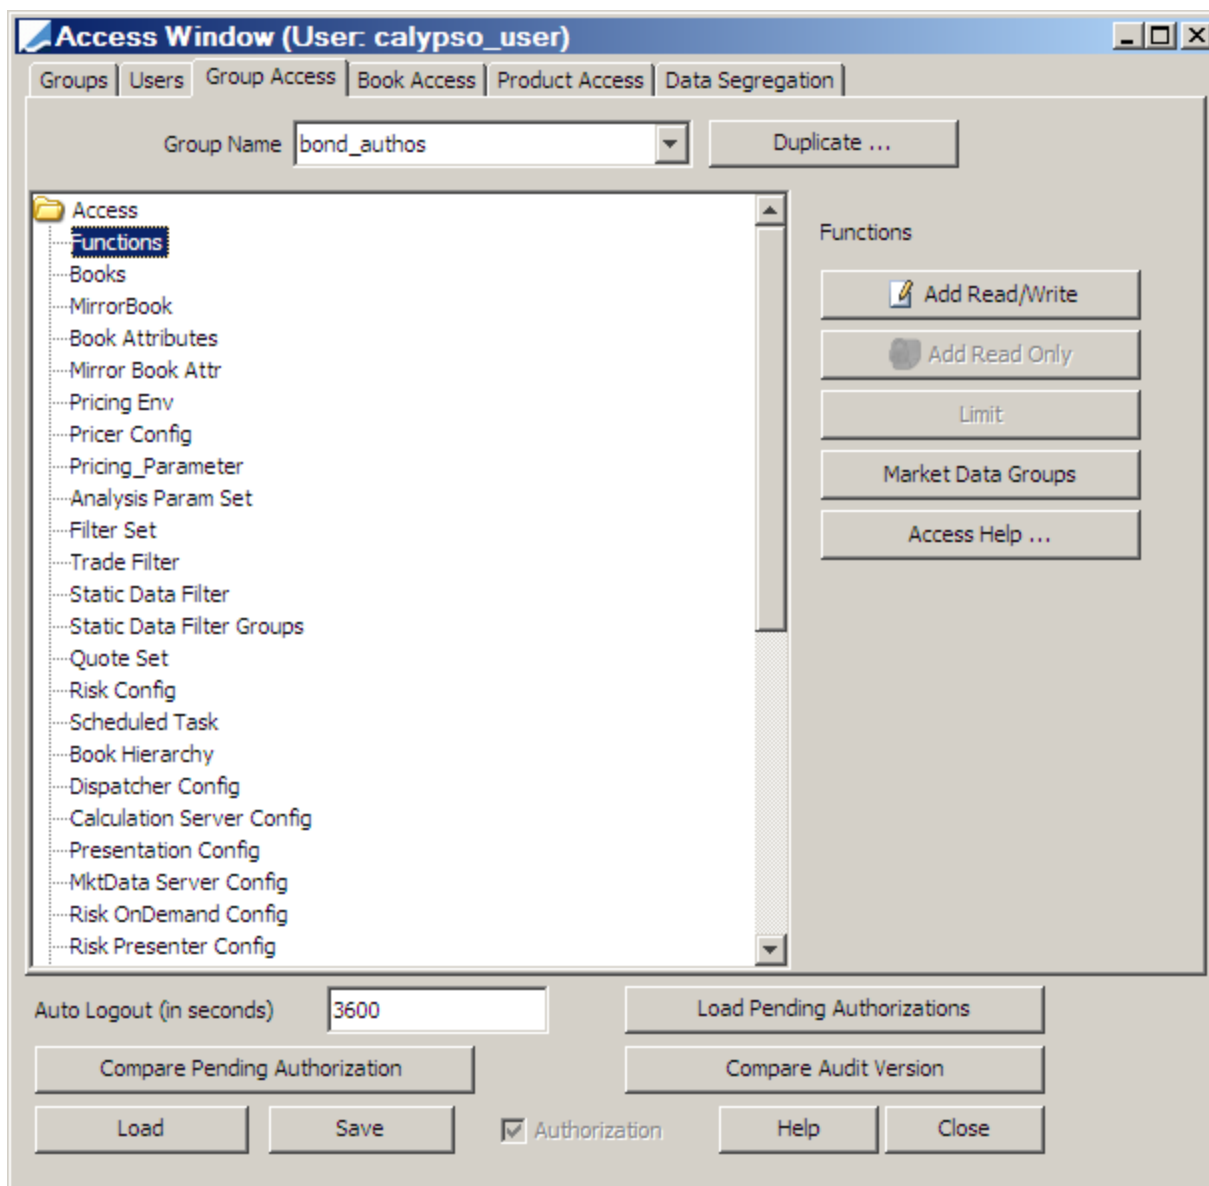 Access Window (User: calypso_user)
Groups Users Group Access Book Access Product Access Data Segregation
Group Name bond_authos Duplicate ...
Access
Functions
Books
MirrorBook
Book Attributes
Mirror Book Attr
Pricing Env
Pricer Config
Pricing_Parameter
Analysis Param Set
Filter Set
Trade Filter
Static Data Filter
Static Data Filter Groups
Quote Set
Risk Config
Scheduled Task
Book Hierarchy
Dispatcher Config
Calculation Server Config
Presentation Config
MktData Server Config
Risk OnDemand Config
Risk Presenter Config
Functions
Add Read/Write
Add Read Only
Limit
Market Data Groups
Access Help ...
Auto Logout (in seconds) 3600 Load Pending Authorizations
Compare Pending Authorization Compare Audit Version
Load Save Authorization Help Close